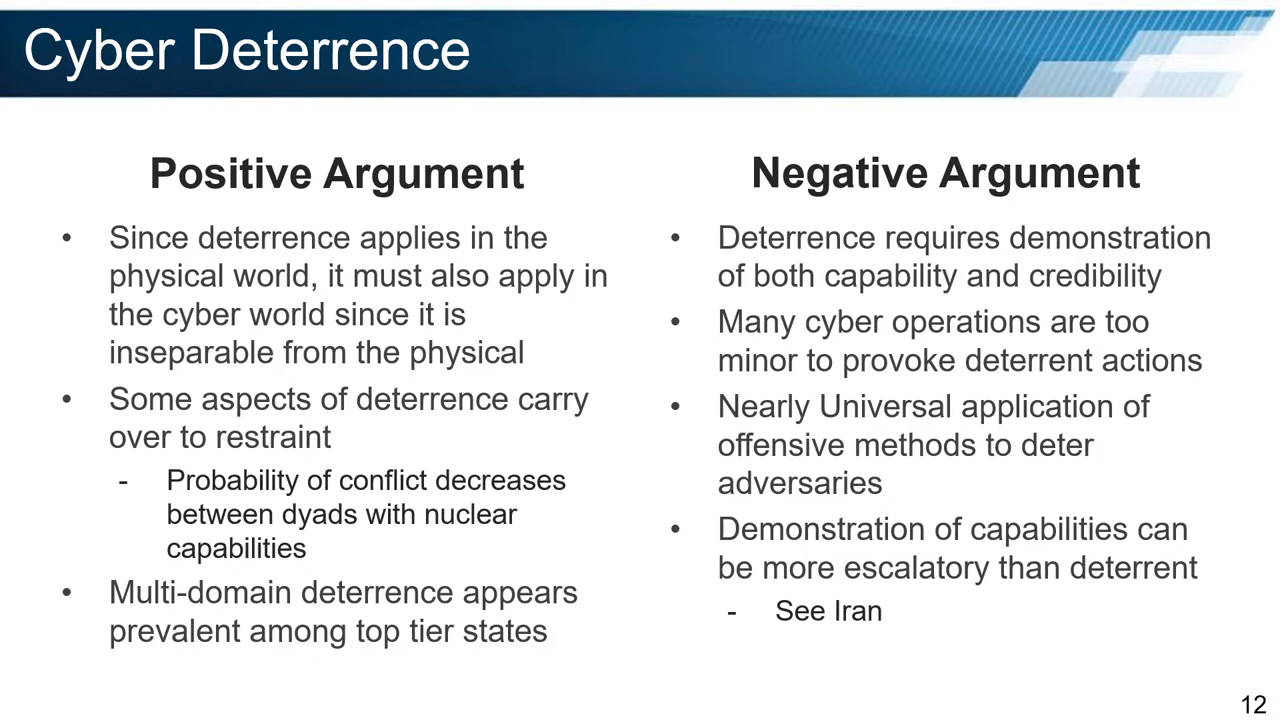 Cyber Deterrence
Positive Argument
• Since deterrence applies in the
physical world, it must also apply in
the cyber world since it is
inseparable from the physical
• Some aspects of deterrence carry
over to restraint
- Probability of conflict decreases
between dyads with nuclear
capabilities
• Multi-domain deterrence appears
prevalent among top tier states
Negative Argument
• Deterrence requires demonstration
of both capability and credibility
• Many cyber operations are too
minor to provoke deterrent actions
• Nearly Universal application of
offensive methods to deter
adversaries
• Demonstration of capabilities can
be more escalatory than deterrent
- See Iran
12